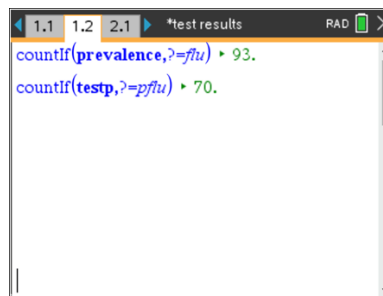 1.1 1.2 2.1 *test results RAD
countIf(prevalence,?=flu) ▸ 93.
countIf(testp,?=pflu) ▸ 70.